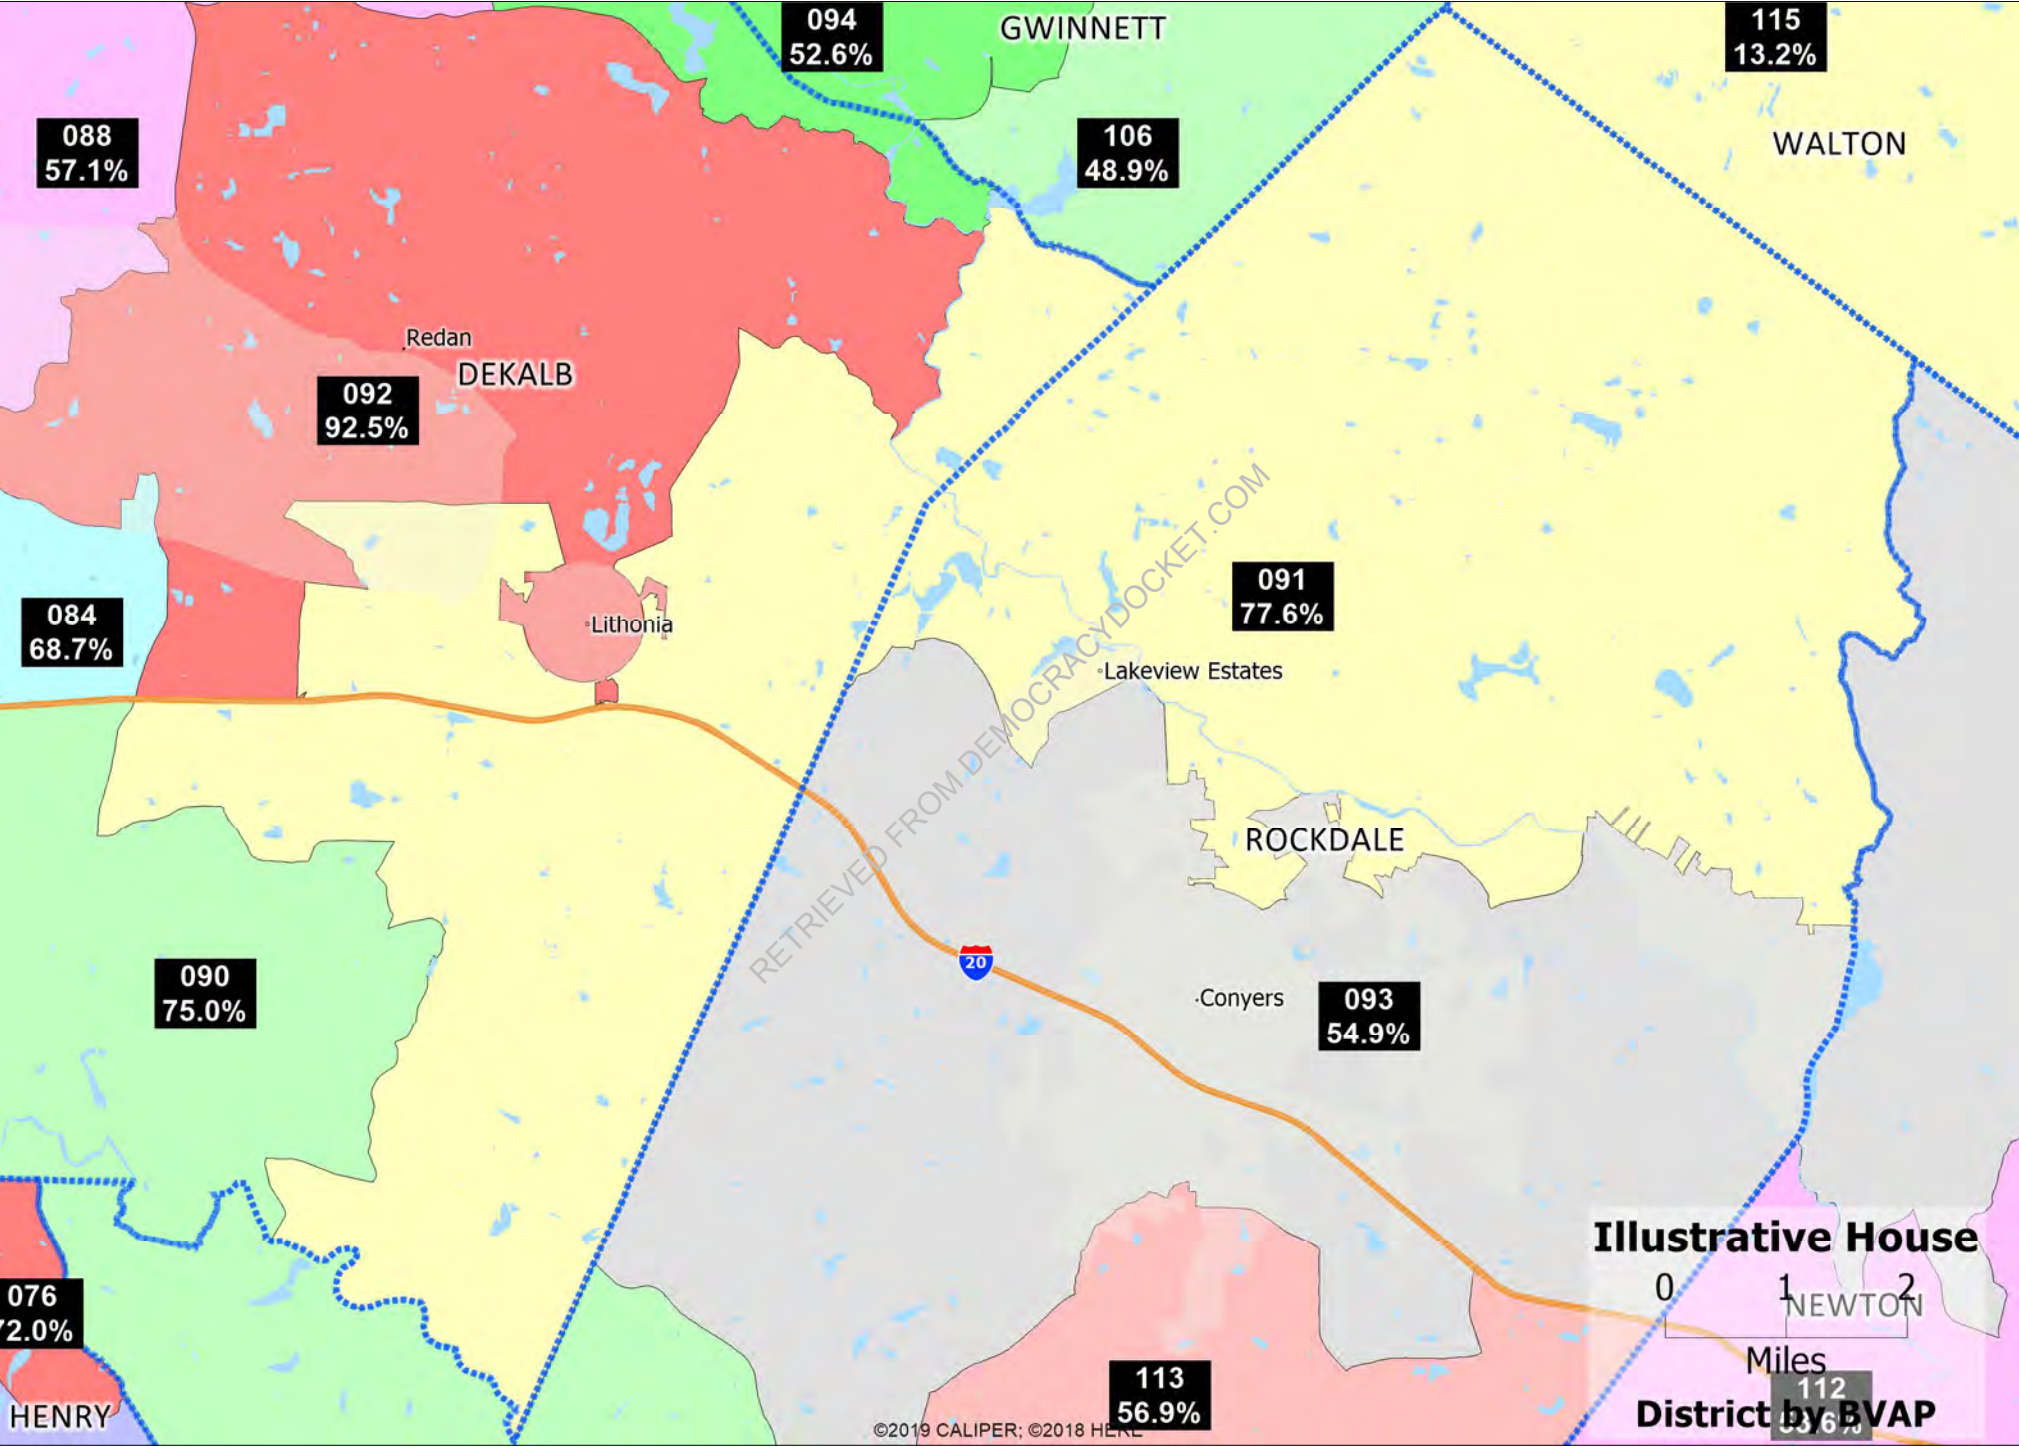 094
52.6%
GWINNETT
115
13.2%
088
57.1%
106
48.9%
WALTON
Redan
DEKALB
092
92.5%
084
68.7%
Lithonia
091
77.6%
Lakeview Estates
RETRIEVED FROM DEMOCRACYDOCKET.COM
ROCKDALE
090
75.0%
20
Conyers
093
54.9%
Illustrative House
0 1 2
NEWTON
Miles
076
72.0%
113
56.9%
112
District by BVAP
HENRY
©2019 CALIPER; ©2018 HERE